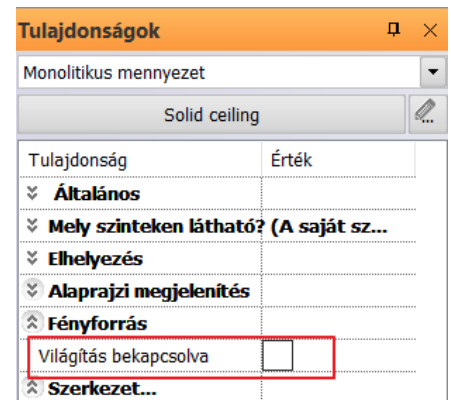 Tulajdonságok
Monolitikus mennyezet
Solid ceiling
Tulajdonság Érték
Általános
Mely szinteken látható? (A saját sz...
Elhelyezés
Alaprajzi megjelenítés
Fényforrás
Világítás bekapcsolva
Szerkezet...